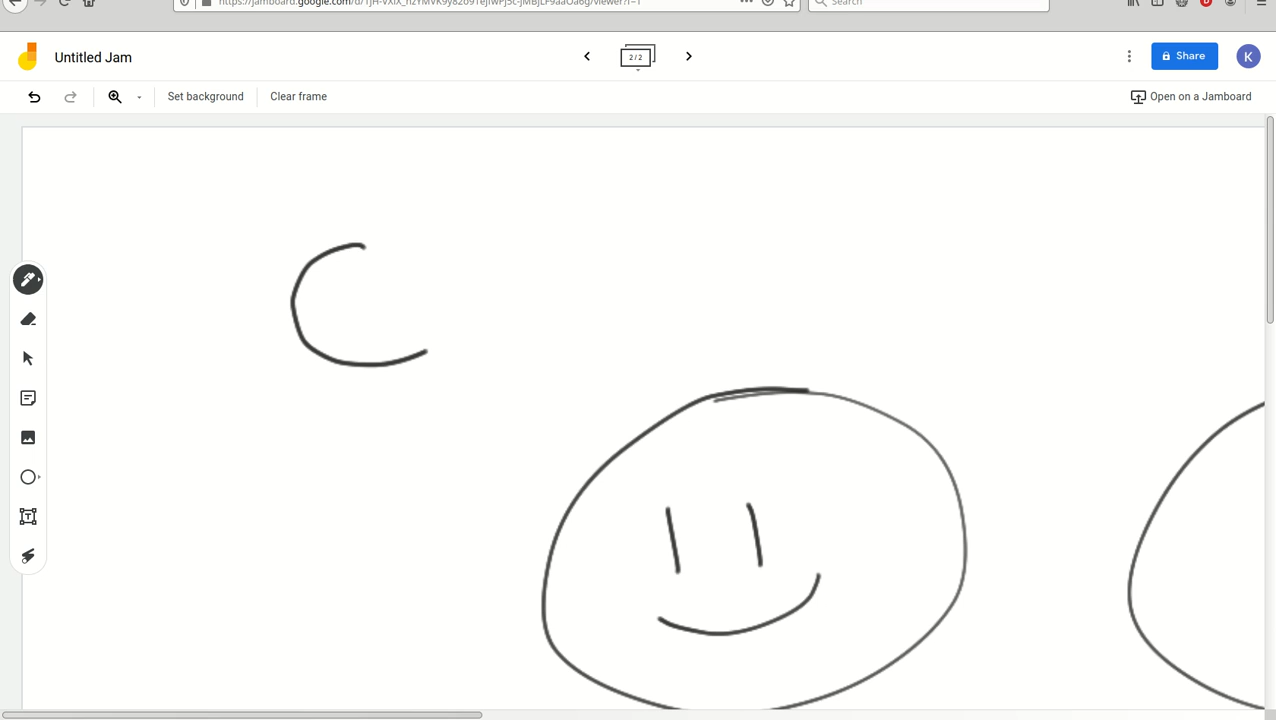 Search
Untitled Jam
2 / 2
Share
K
Set background
Clear frame
Open on a Jamboard
C